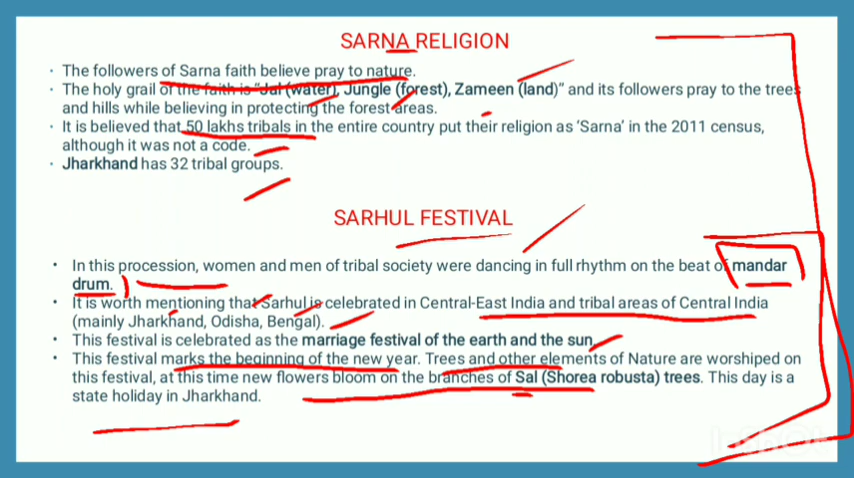 SARNA RELIGION
· The followers of Sarna faith believe pray to nature.
· The holy grail of the faith is "Jal (water), Jungle (forest), Zameen (land)" and its followers pray to the trees
and hills while believing in protecting the forest areas.
· It is believed that 50 lakhs tribals in the entire country put their religion as 'Sarna' in the 2011 census,
although it was not a code.
· Jharkhand has 32 tribal groups.
SARHUL FESTIVAL
• In this procession, women and men of tribal society were dancing in full rhythm on the beat of mandar
drum.
• It is worth mentioning that Sarhul is celebrated in Central-East India and tribal areas of Central India
(mainly Jharkhand, Odisha, Bengal).
• This festival is celebrated as the marriage festival of the earth and the sun.
• This festival marks the beginning of the new year. Trees and other elements of Nature are worshiped on
this festival, at this time new flowers bloom on the branches of Sal (Shorea robusta) trees. This day is a
state holiday in Jharkhand.